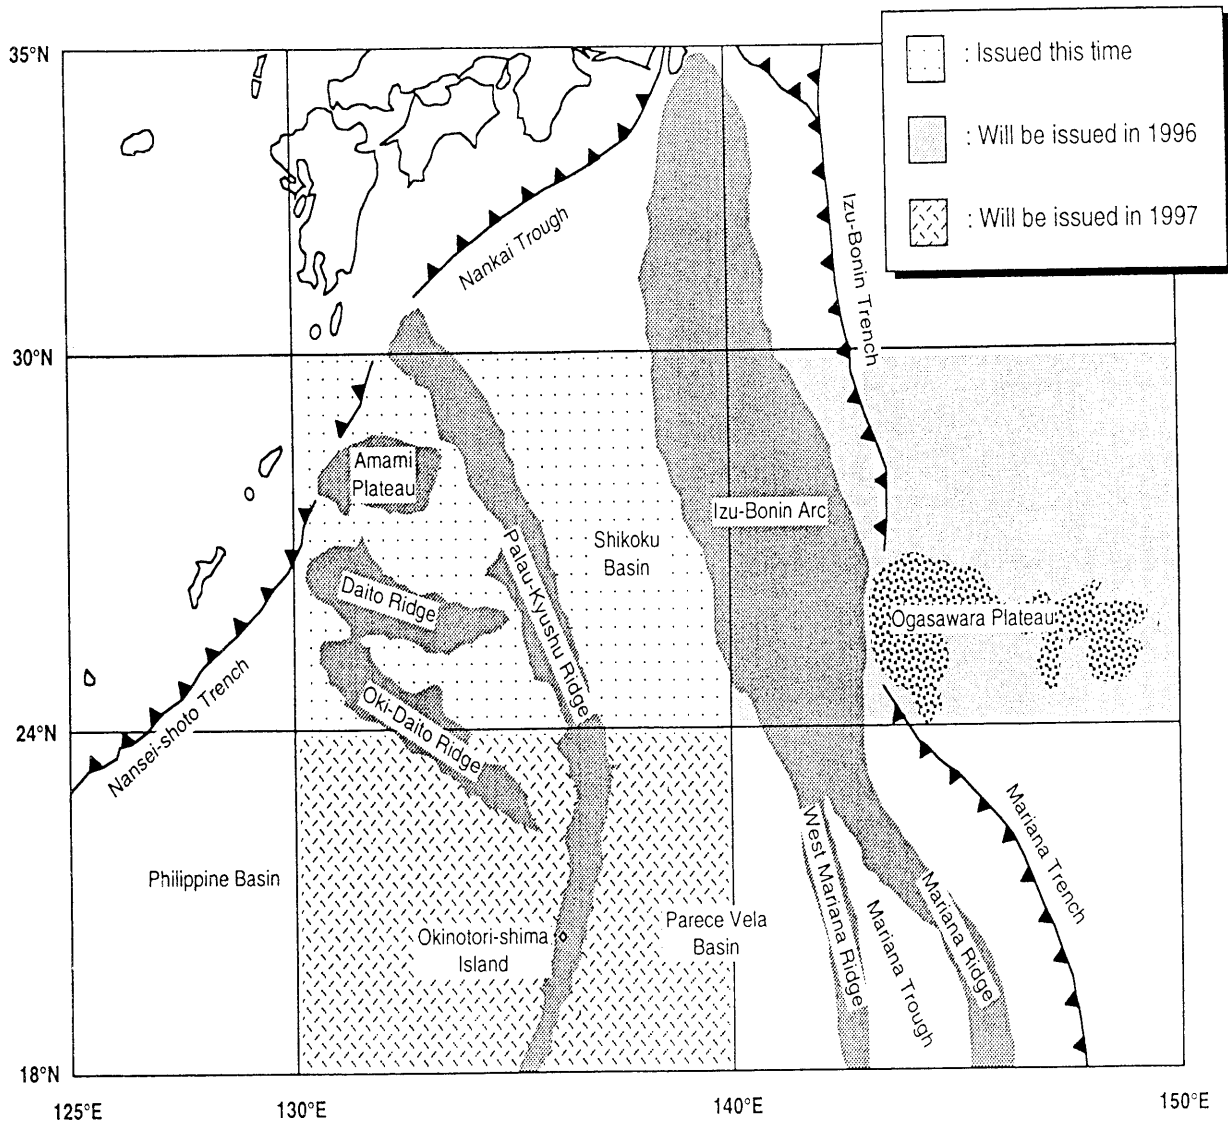 35°N
: Issued this time
: Will be issued in 1996
: Will be issued in 1997
Izu-Bonin Trench
Nankai Trough
30°N
Amami
Plateau
Izu-Bonin Arc
Shikoku
Basin
Palau-Kyushu Ridge
Daito Ridge
Ogasawara Plateau
Oki-Daito Ridge
Nansei-shoto Trench
24°N
Mariana Trench
West Mariana Ridge
Philippine Basin
Mariana Ridge
Mariana Trough
Parece Vela
Basin
Okinotori-shima
Island
18°N
125°E
130°E
140°E
150°E